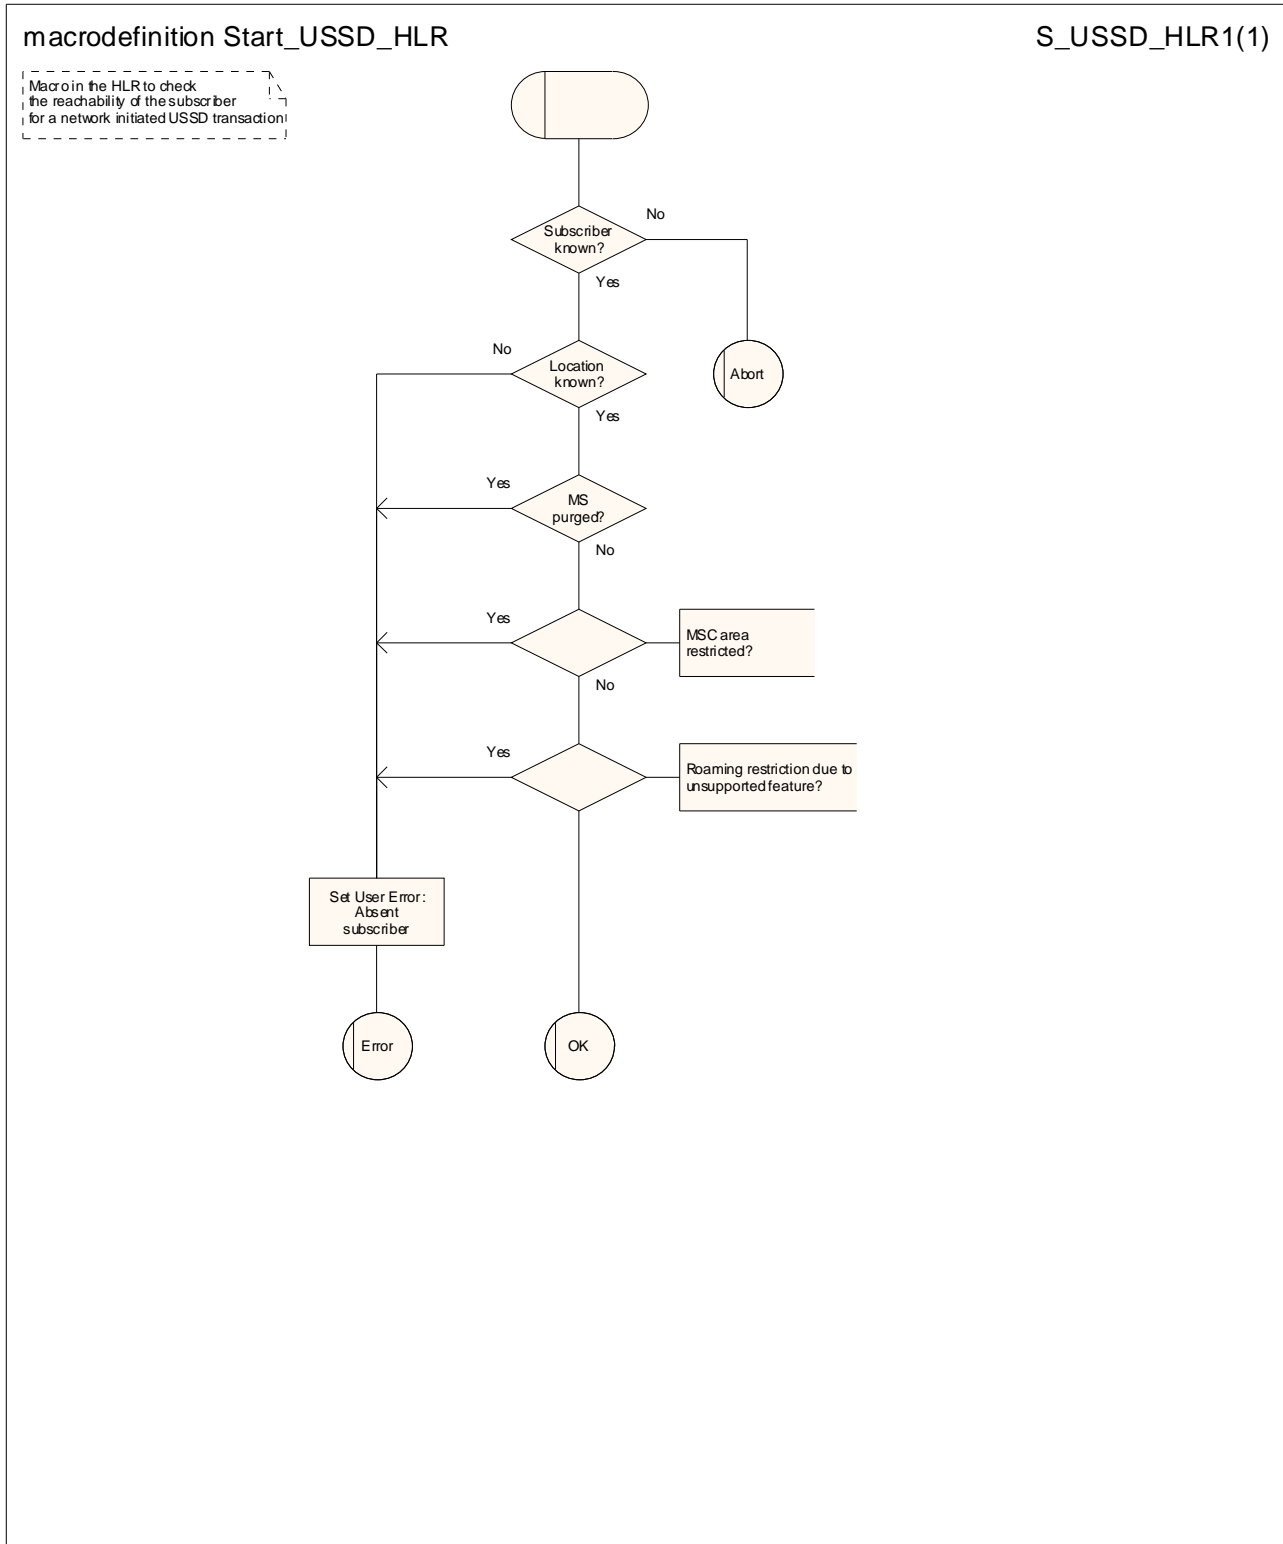 macrodefinition Start_USSD_HLR
S_USSD_HLR1(1)
Macro in the HLR to check
the reachability of the subscriber
for a network initiated USSD transaction
No
Subscriber
known?
Yes
No
Location
known?
Abort
Yes
Yes
MS
purged?
No
Yes
MSC area
restricted?
No
Yes
Roaming restriction due to
unsupported feature?
Set User Error:
Absent
subscriber
Error
OK